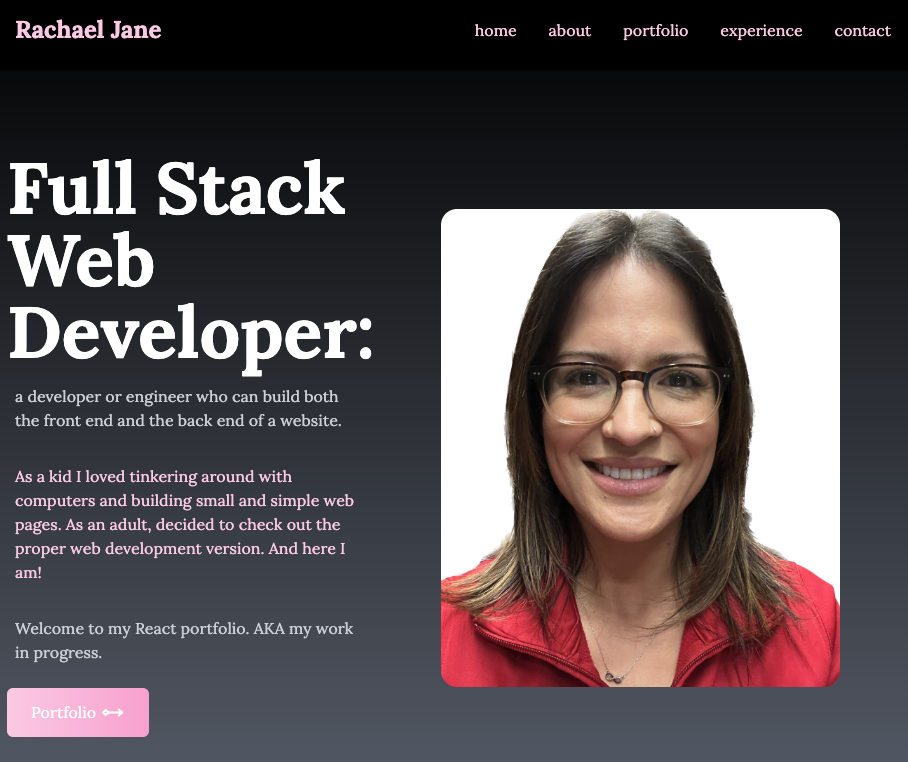 Rachael Jane
home about portfolio experience contact
Full Stack
Web
Developer:
a developer or engineer who can build both
the front end and the back end of a website.
As a kid I loved tinkering around with
computers and building small and simple web
pages. As an adult, decided to check out the
proper web development version. And here I
am!
Welcome to my React portfolio. AKA my work
in progress.
Portfolio